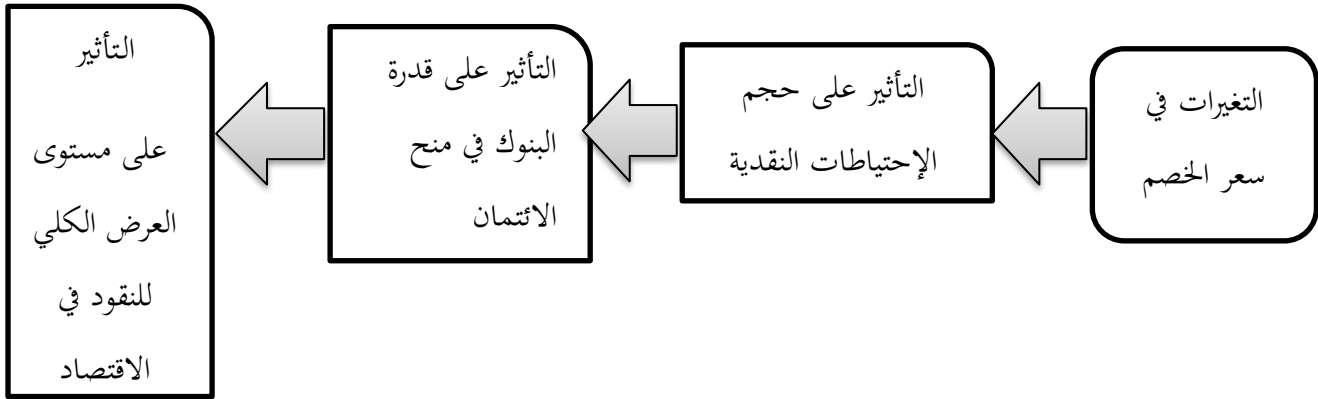 التغيرات في
سعر الخصم
التأثير على حجم
الإحتياطات النقدية
التأثير على قدرة
البنوك في منح
الائتمان
التأثير
على مستوى
العرض الكلي
للنقود في
الاقتصاد